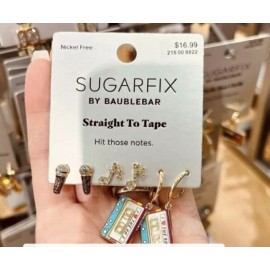 Nickel Free
$16.99
SUGARFIX
BY BAUBLEBAR
Straight To Tape
Hit those notes.